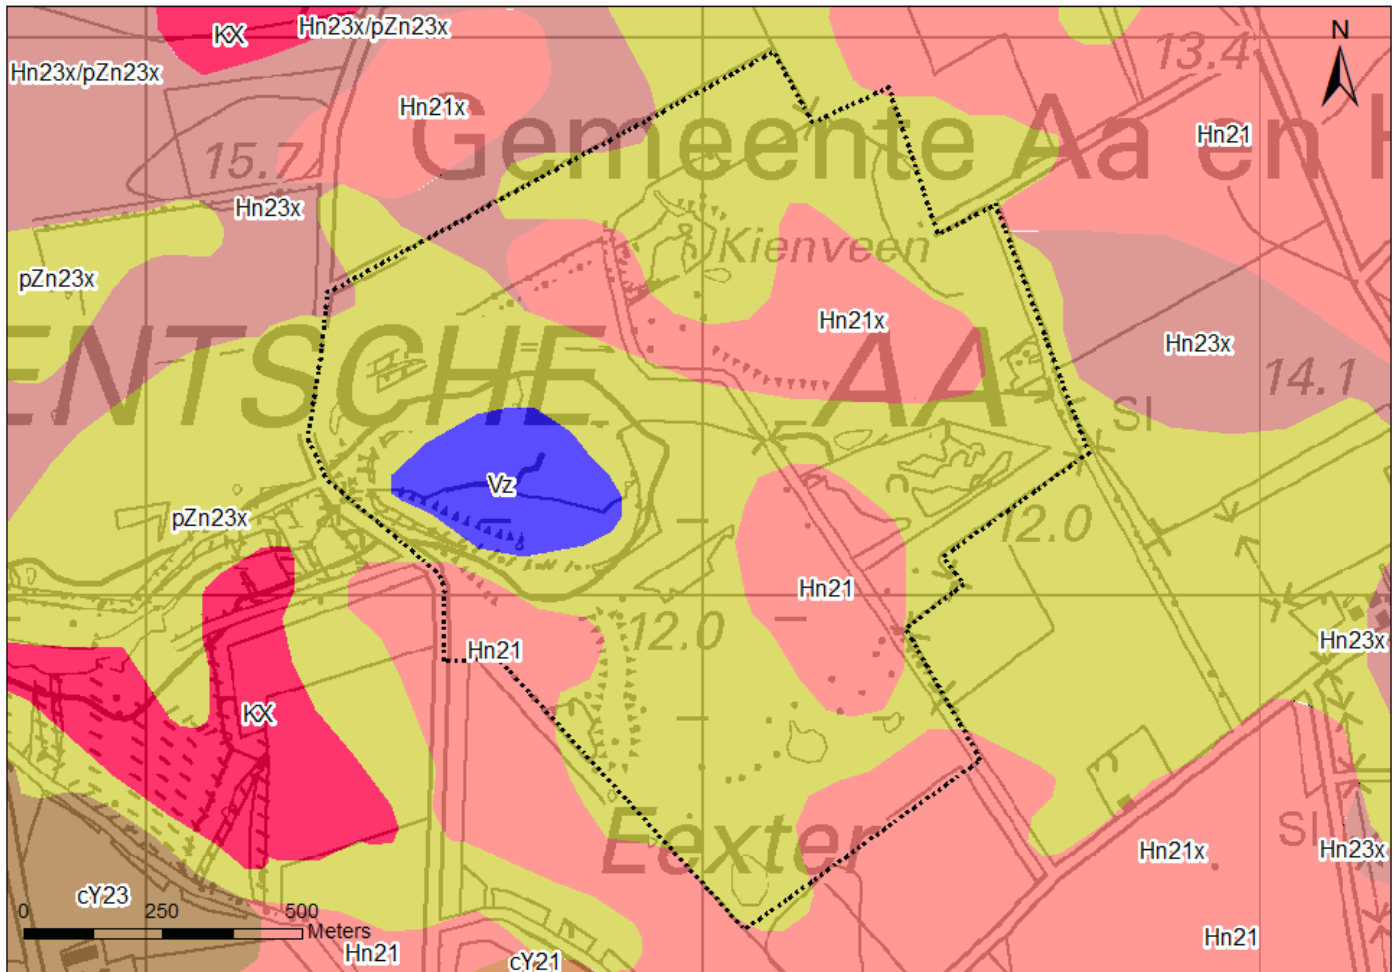 KX
Hn23x/pZn23x
N
13.4
Hn23x/pZn23x
Hn21x
Gemeente Aa en H
Hn21
15.7
Hn23x
Kienveen
pZn23x
Hn21x
Hn23x
ENTSCHE AA
14.1
SI
Vz
pZn23x
12.0
Hn21
12.0
Hn21
Hn23x
KX
Eexter
SI
Hn21x
Hn23x
cY23
0 250 500
Meters
Hn21
Hn21
cY21